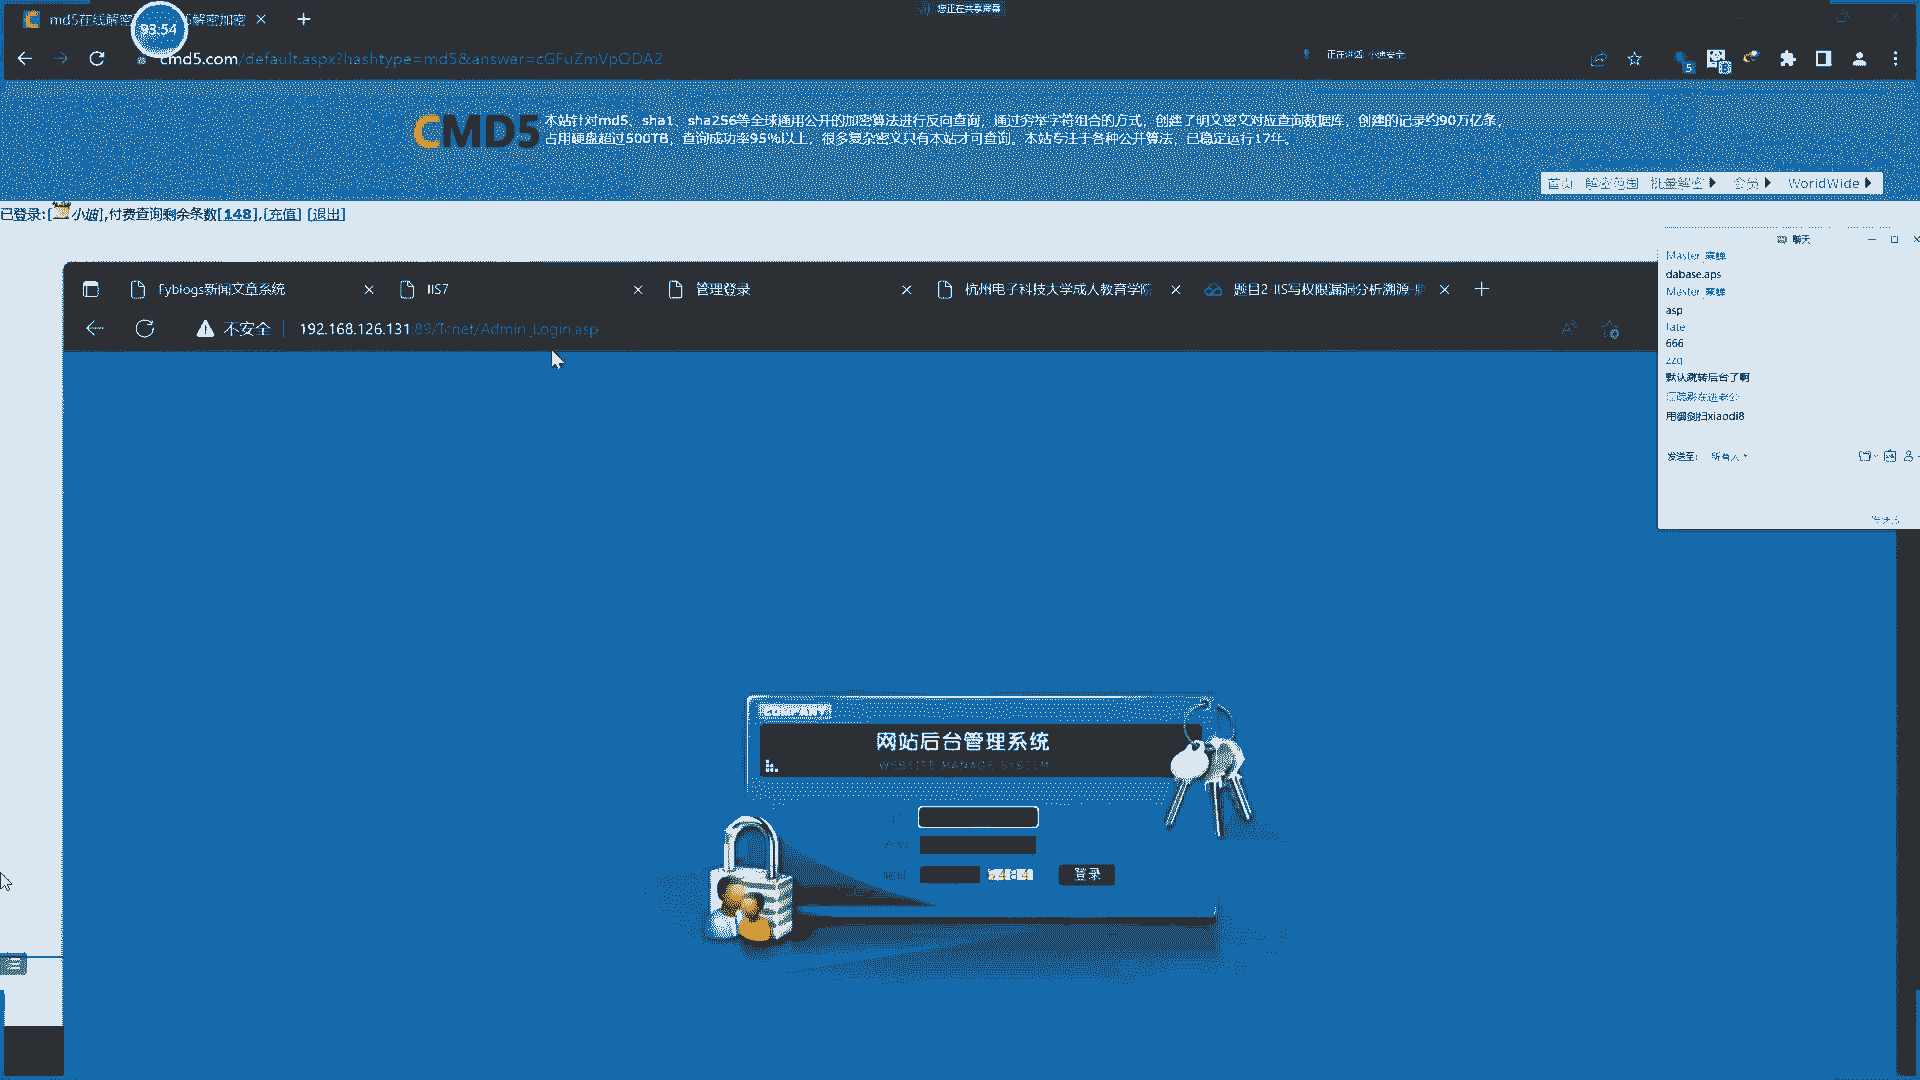 md5在线解密
解密加密
93:54
您正在共享屏幕
cmd5.com/default.aspx?hashtype=md5&answer=cGFuZmVpODA2
正在讲话: 小迪安全
5
CMD5
本站针对md5、sha1、sha256等全球通用公开的加密算法进行反向查询，通过穷举字符组合的方式，创建了明文密文对应查询数据库，创建的记录约90万亿条，
占用硬盘超过500TB，查询成功率95%以上，很多复杂密文只有本站才可查询。本站专注于各种公开算法，已稳定运行17年。
首页 解密范围 批量解密 会员 WorldWide
已登录:[小迪],付费查询剩余条数[148],[充值] [退出]
聊天
dabase.aps
asp
fate
666
zzq
默认跳转后台了啊
用御剑扫xiaodi8
发送至: 所有人
Fyblogs新闻文章系统
IIS7
管理登录
杭州电子科技大学成人教育学院
题目2-IIS写权限漏洞分析溯源
不安全
192.168.126.131:89/Tcnet/Admin_Login.asp
COMPANY
网站后台管理系统
WEBSITE MANAGE SYSTEM
登录